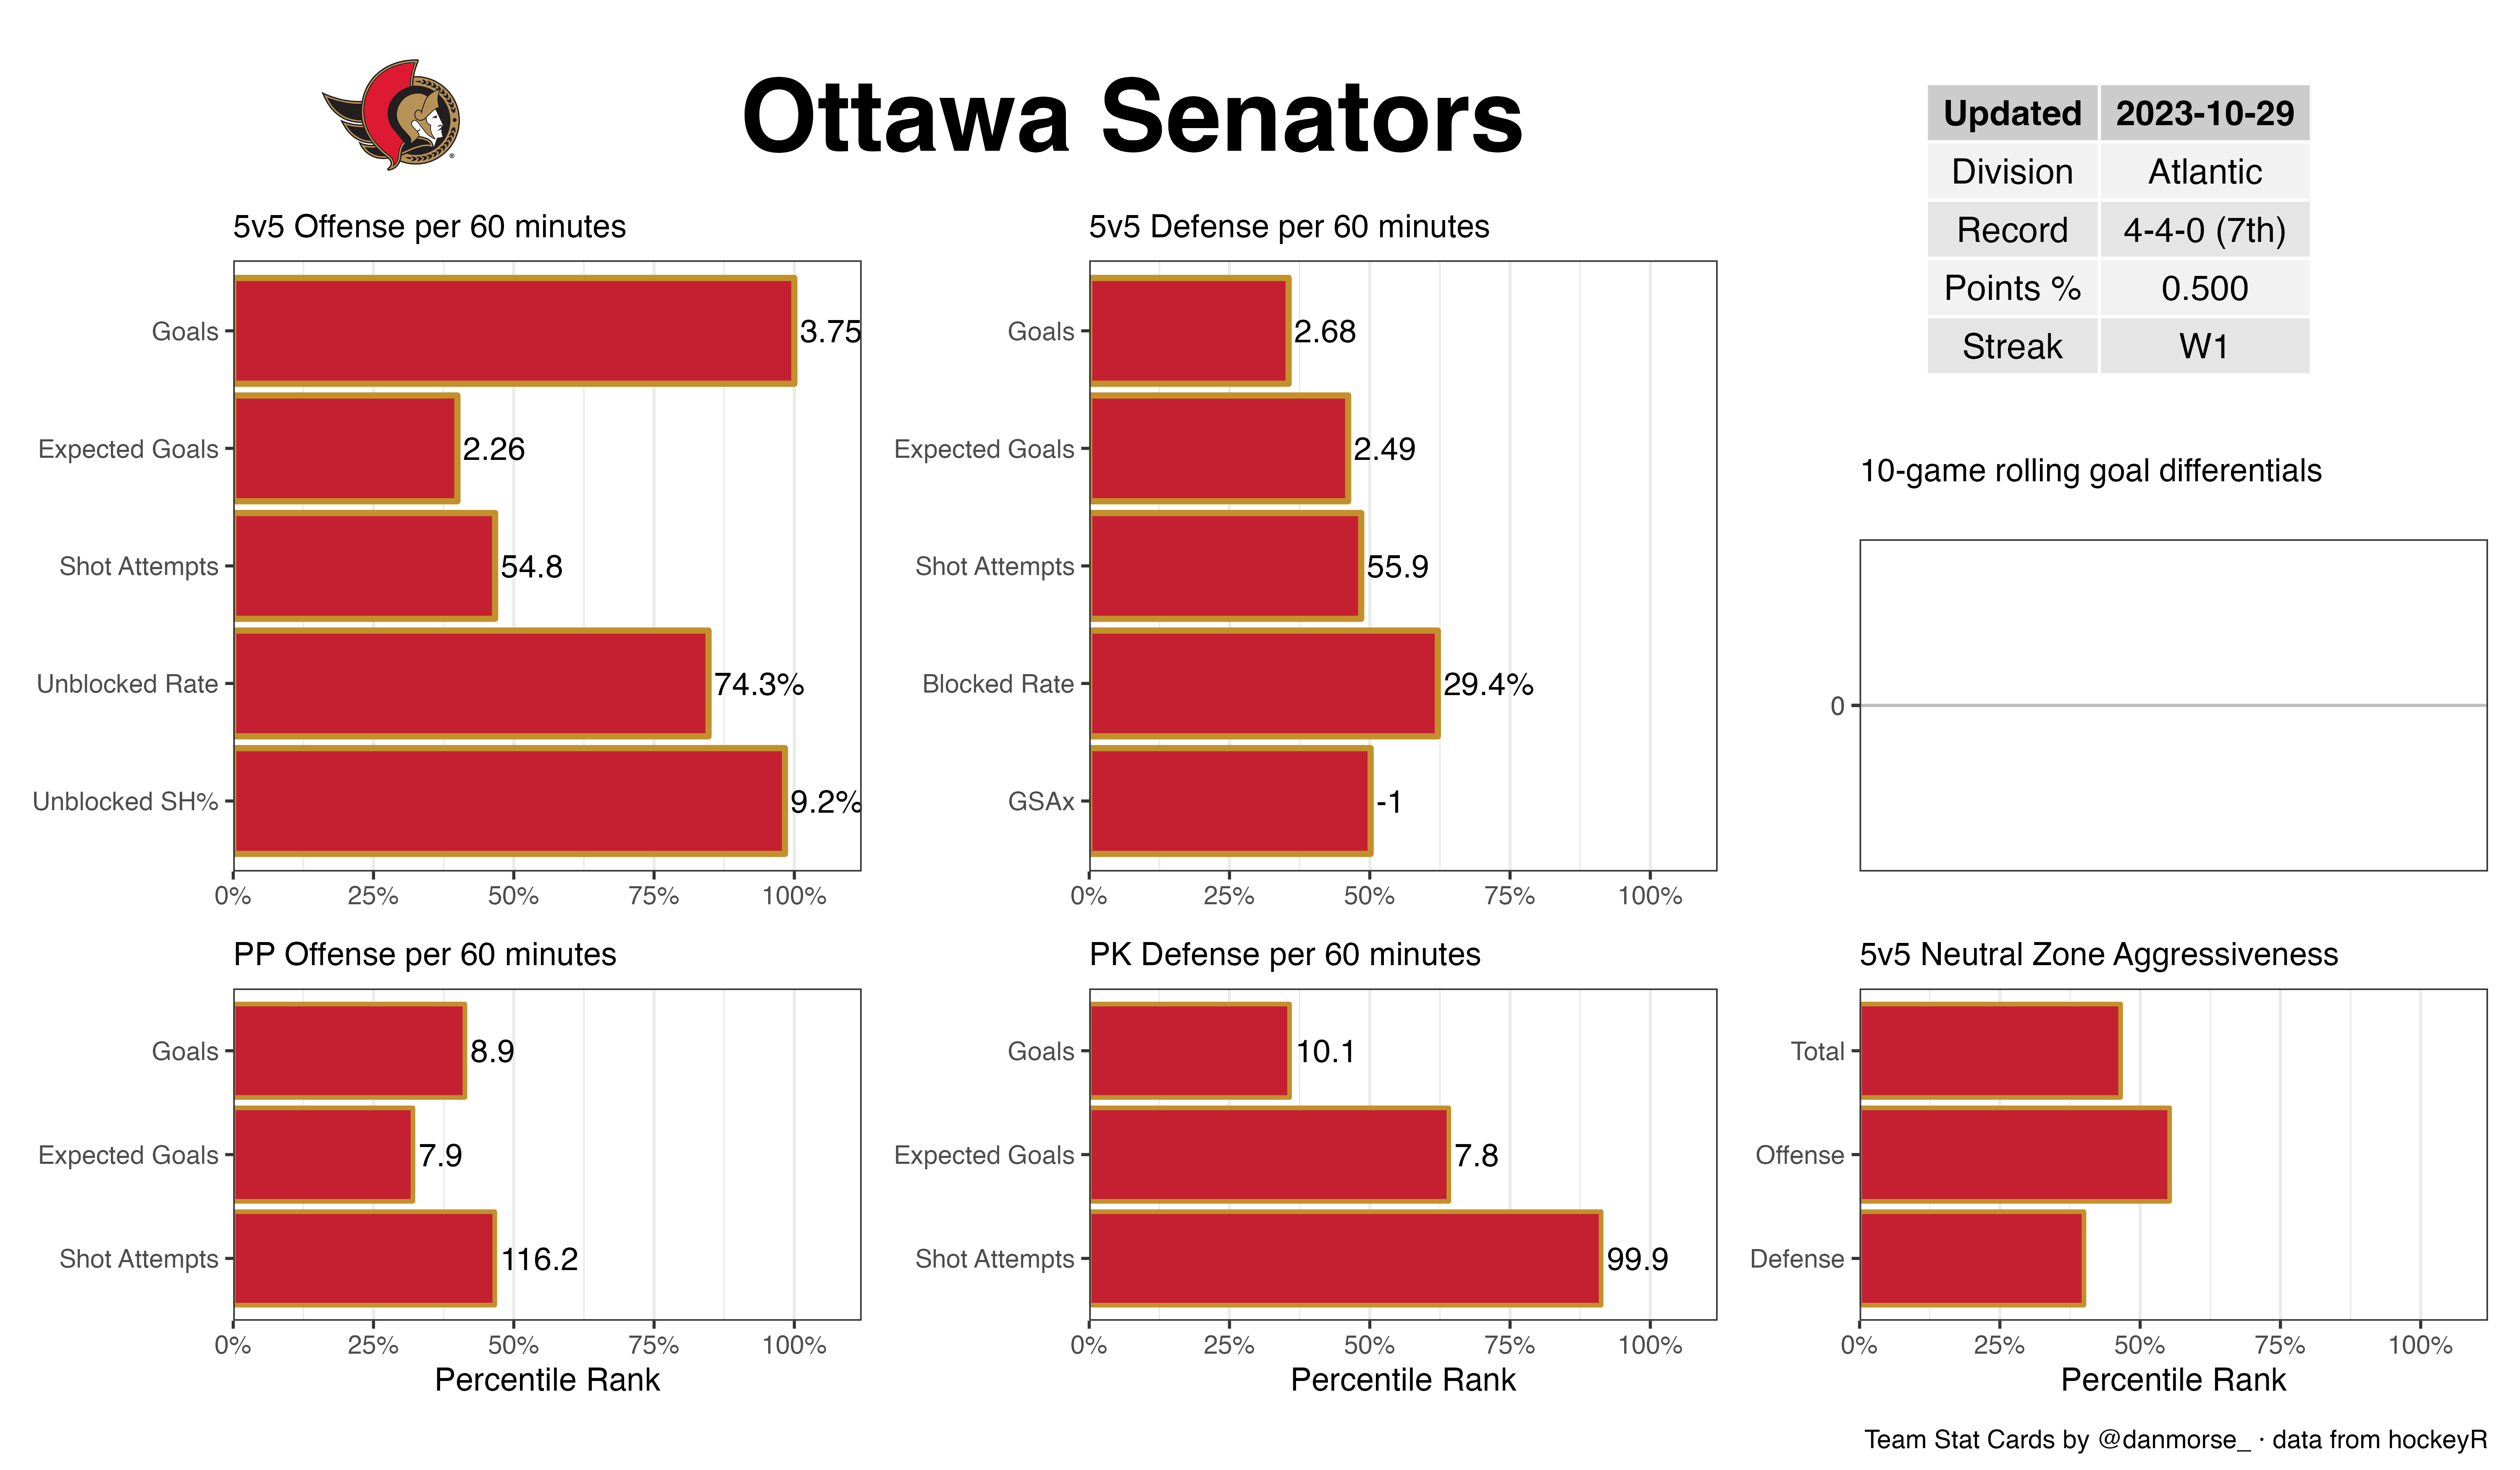 Ottawa Senators
Updated 2023-10-29
Division Atlantic
Record 4-4-0 (7th)
Points % 0.500
Streak W1
5v5 Offense per 60 minutes
Goals 3.75
Expected Goals 2.26
Shot Attempts 54.8
Unblocked Rate 74.3%
Unblocked SH% 9.2%
0% 25% 50% 75% 100%
5v5 Defense per 60 minutes
Goals 2.68
Expected Goals 2.49
Shot Attempts 55.9
Blocked Rate 29.4%
GSAx -1
0% 25% 50% 75% 100%
10-game rolling goal differentials
0
PP Offense per 60 minutes
Goals 8.9
Expected Goals 7.9
Shot Attempts 116.2
0% 25% 50% 75% 100%
Percentile Rank
PK Defense per 60 minutes
Goals 10.1
Expected Goals 7.8
Shot Attempts 99.9
0% 25% 50% 75% 100%
Percentile Rank
5v5 Neutral Zone Aggressiveness
Total
Offense
Defense
0% 25% 50% 75% 100%
Percentile Rank
Team Stat Cards by @danmorse_ · data from hockeyR